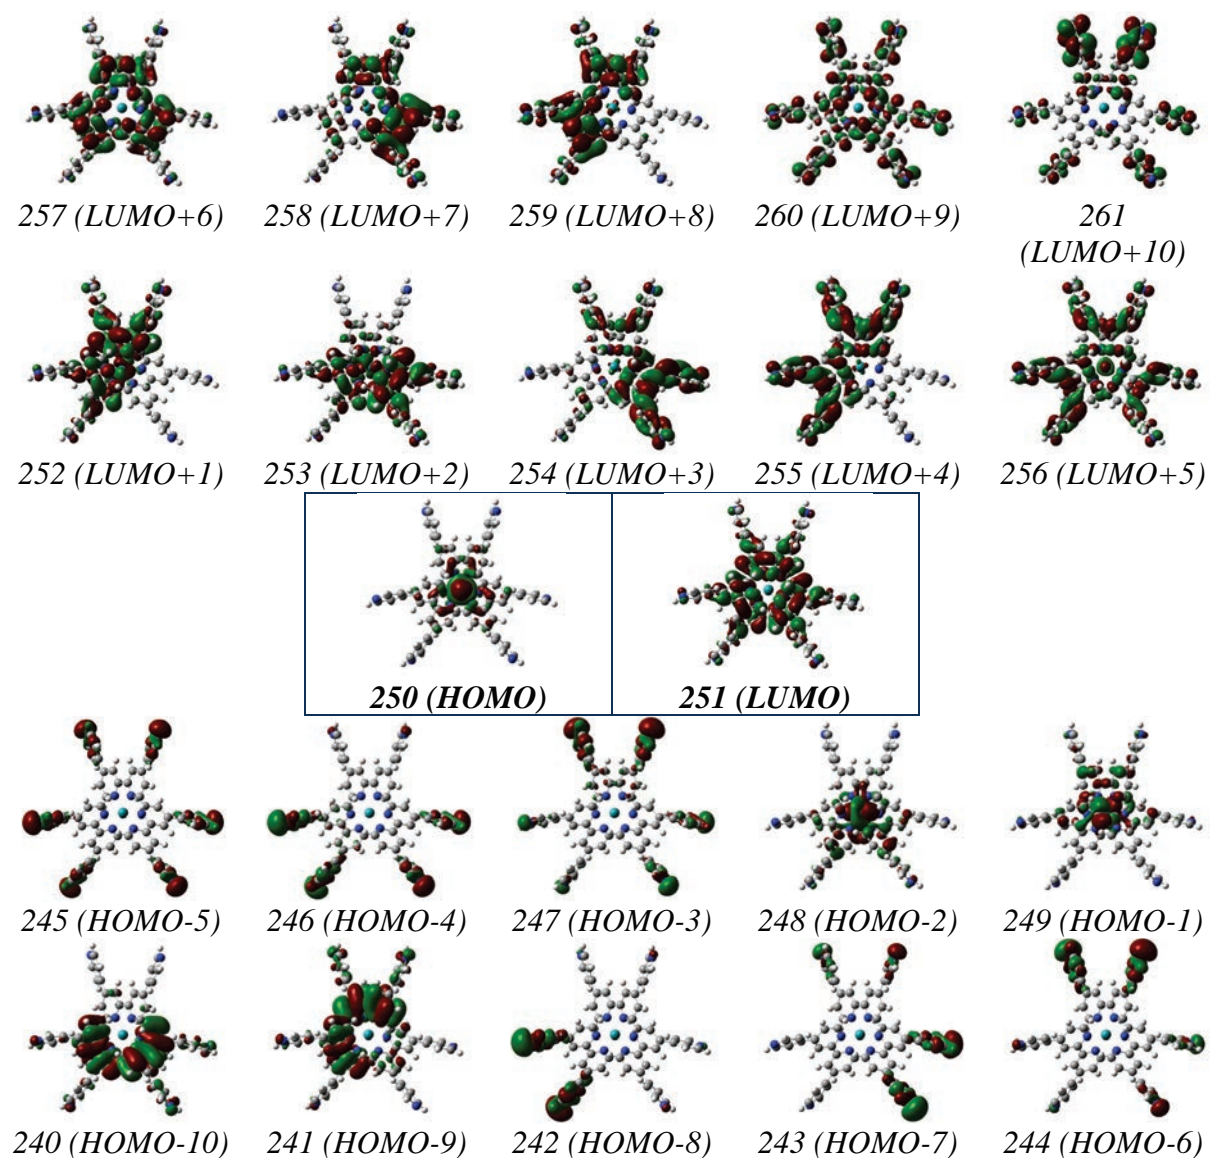 257 (LUMO+6) 258 (LUMO+7) 259 (LUMO+8) 260 (LUMO+9) 261
(LUMO+10)
252 (LUMO+1) 253 (LUMO+2) 254 (LUMO+3) 255 (LUMO+4) 256 (LUMO+5)
250 (HOMO) 251 (LUMO)
245 (HOMO-5) 246 (HOMO-4) 247 (HOMO-3) 248 (HOMO-2) 249 (HOMO-1)
240 (HOMO-10) 241 (HOMO-9) 242 (HOMO-8) 243 (HOMO-7) 244 (HOMO-6)